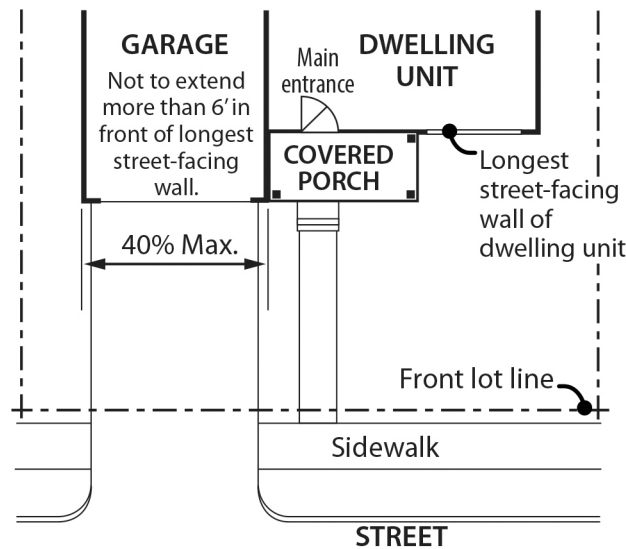 GARAGE
Not to extend
more than 6' in
front of longest
street-facing
wall.
Main
entrance
DWELLING
UNIT
COVERED
PORCH
Longest
street-facing
wall of
dwelling unit
40% Max.
Front lot line
Sidewalk
STREET